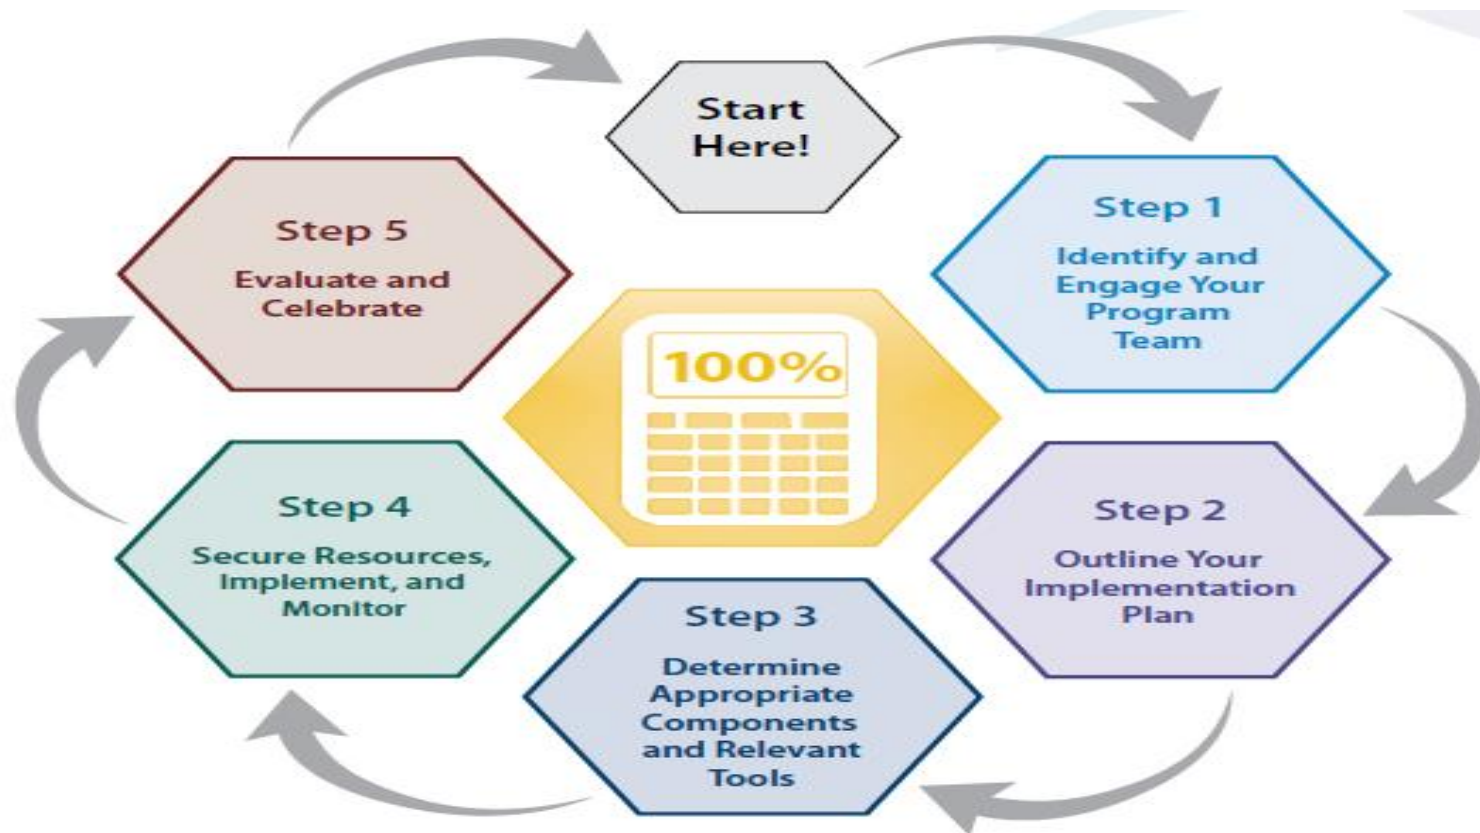 Start
Here!
Step 1
Identify and
Engage Your
Program
Team
Step 2
Outline Your
Implementation
Plan
Step 3
Determine
Appropriate
Components
and Relevant
Tools
Step 4
Secure Resources,
Implement, and
Monitor
Step 5
Evaluate and
Celebrate
100%